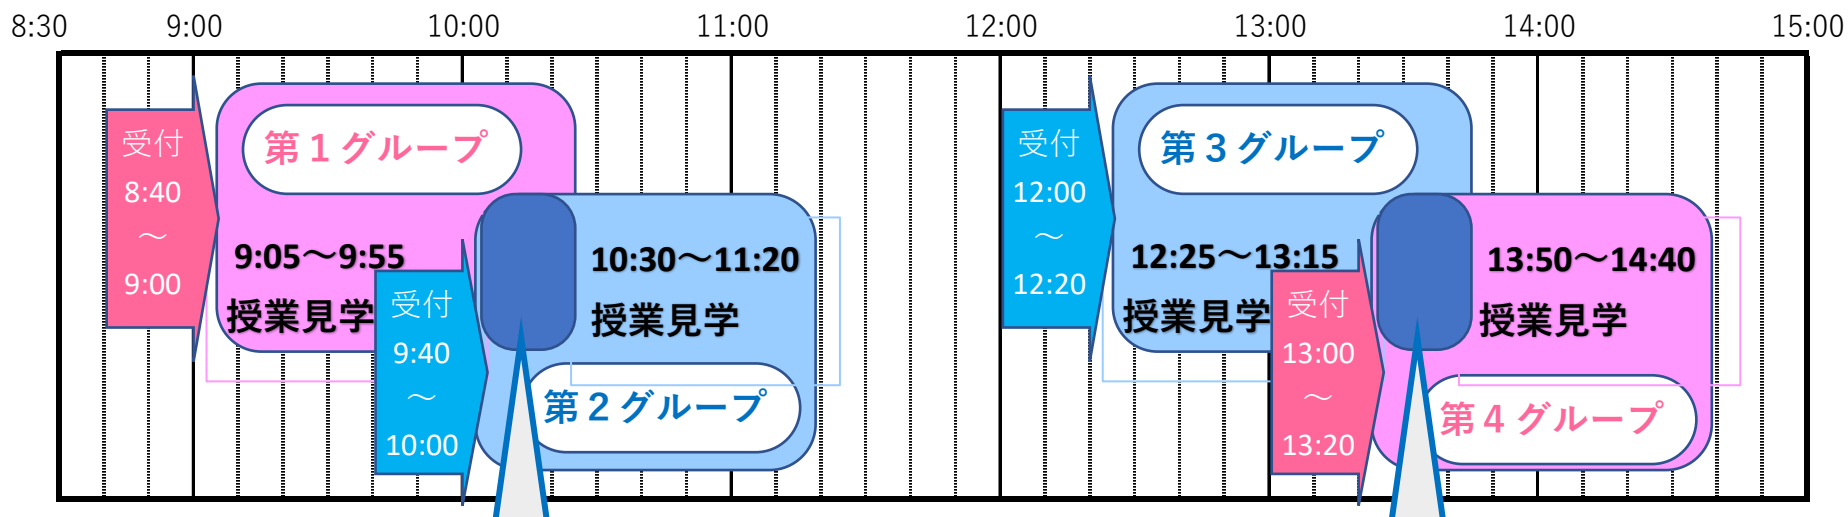 8:30 9:00 10:00 11:00 12:00 13:00 14:00 15:00
第１グループ
受付
8:40
～
9:00
9:05～9:55
授業見学
受付
9:40
～
10:00
10:30～11:20
授業見学
第２グループ
第３グループ
受付
12:00
～
12:20
12:25～13:15
授業見学
受付
13:00
～
13:20
13:50～14:40
授業見学
第４グループ